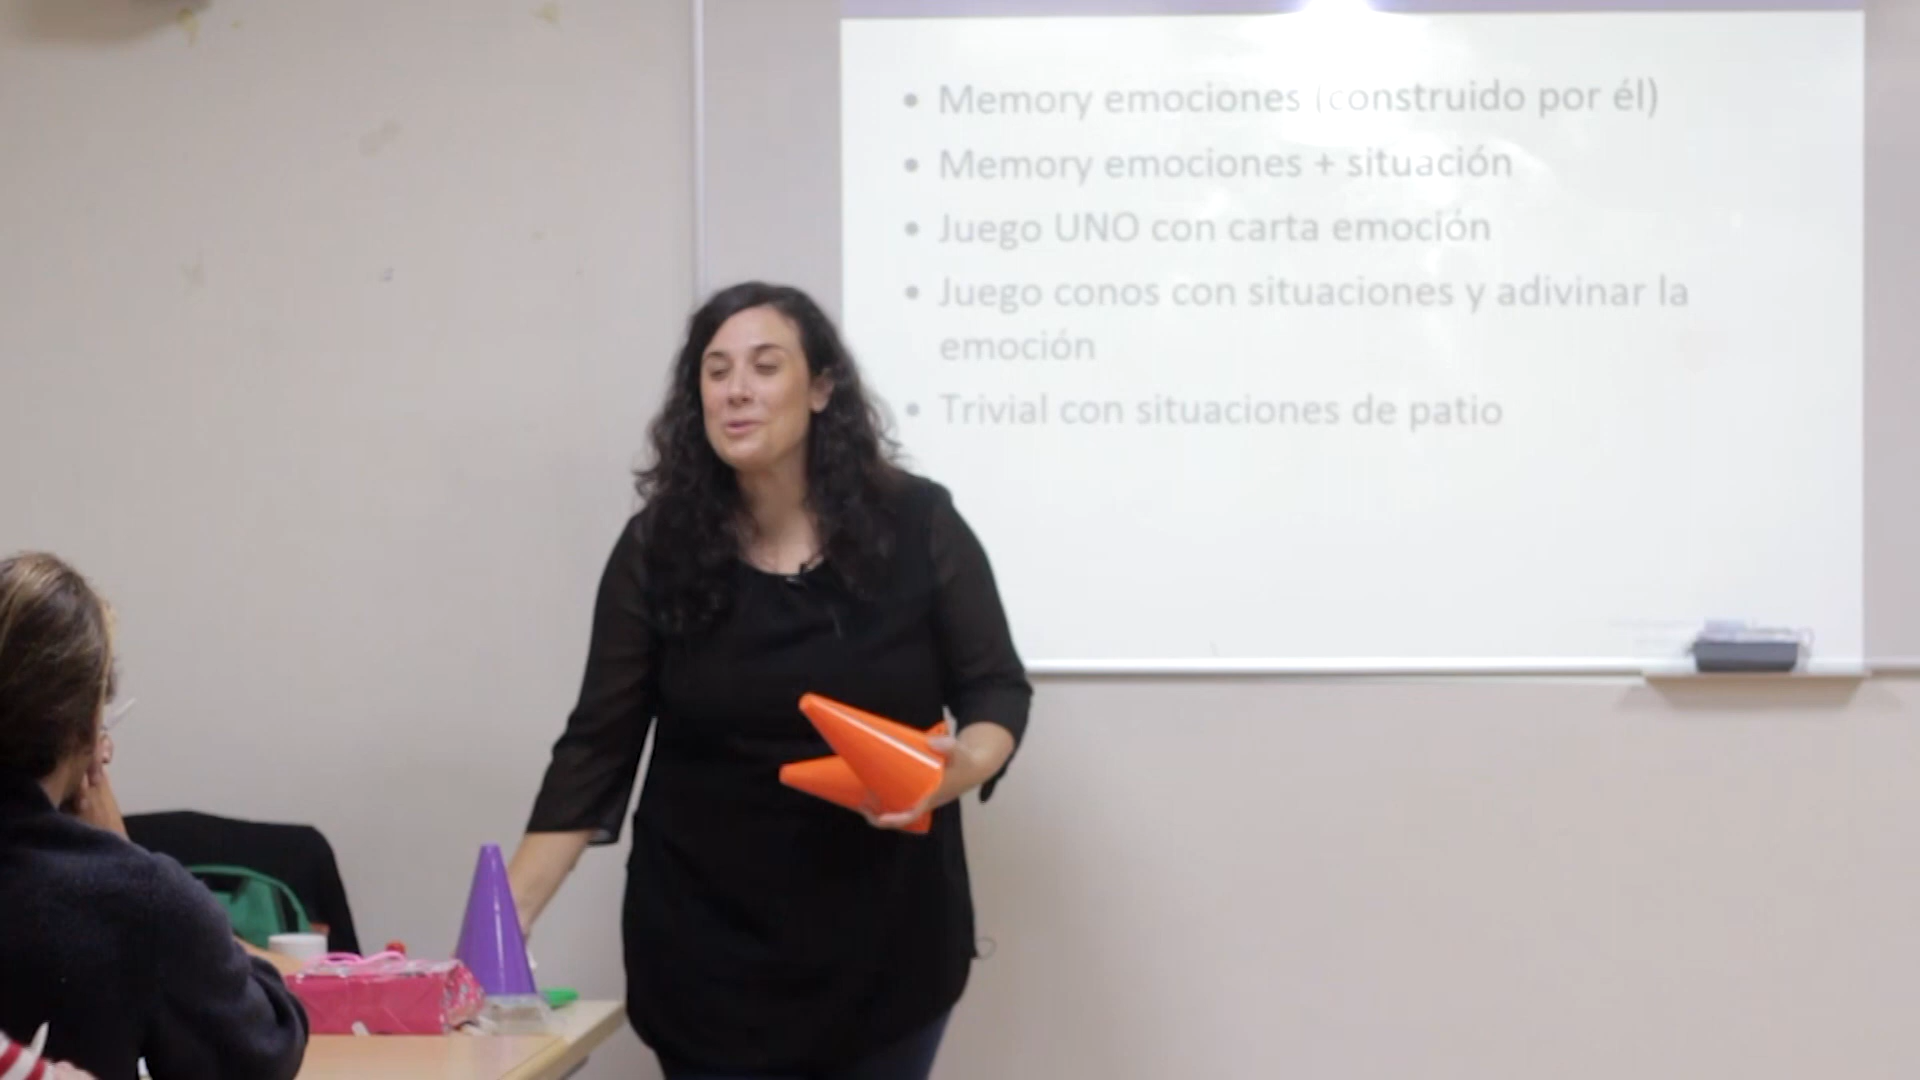 • Memory emociones (construido por él)
• Memory emociones + situación
• Juego UNO con carta emoción
• Juego conos con situaciones y adivinar la
emoción
• Trivial con situaciones de patio